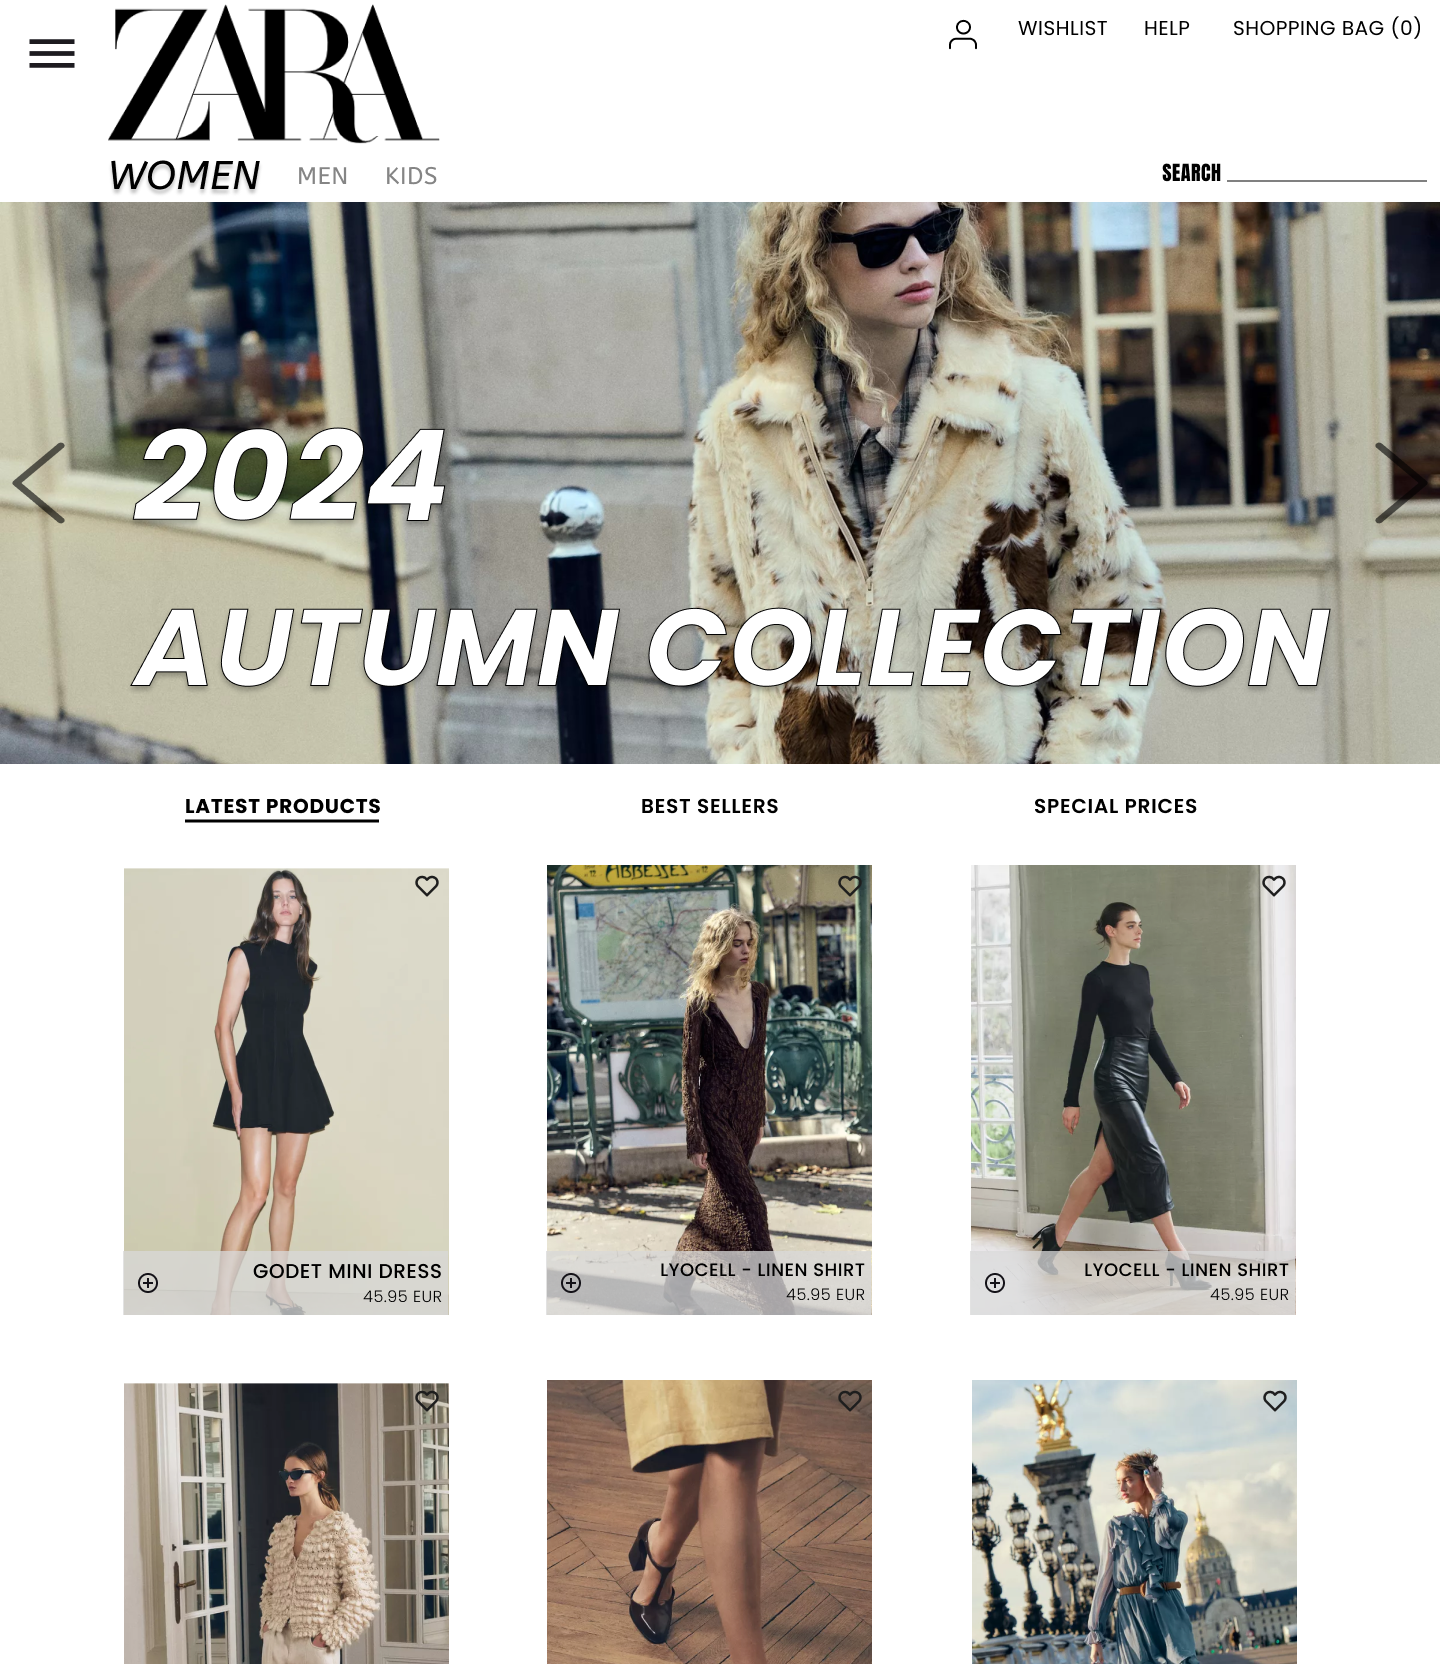 ZARA
WISHLIST HELP SHOPPING BAG (0)
WOMEN MEN KIDS
SEARCH
2024
AUTUMN COLLECTION
LATEST PRODUCTS BEST SELLERS SPECIAL PRICES
ABBESSES
GODET MINI DRESS
45.95 EUR
LYOCELL - LINEN SHIRT
45.95 EUR
LYOCELL - LINEN SHIRT
45.95 EUR